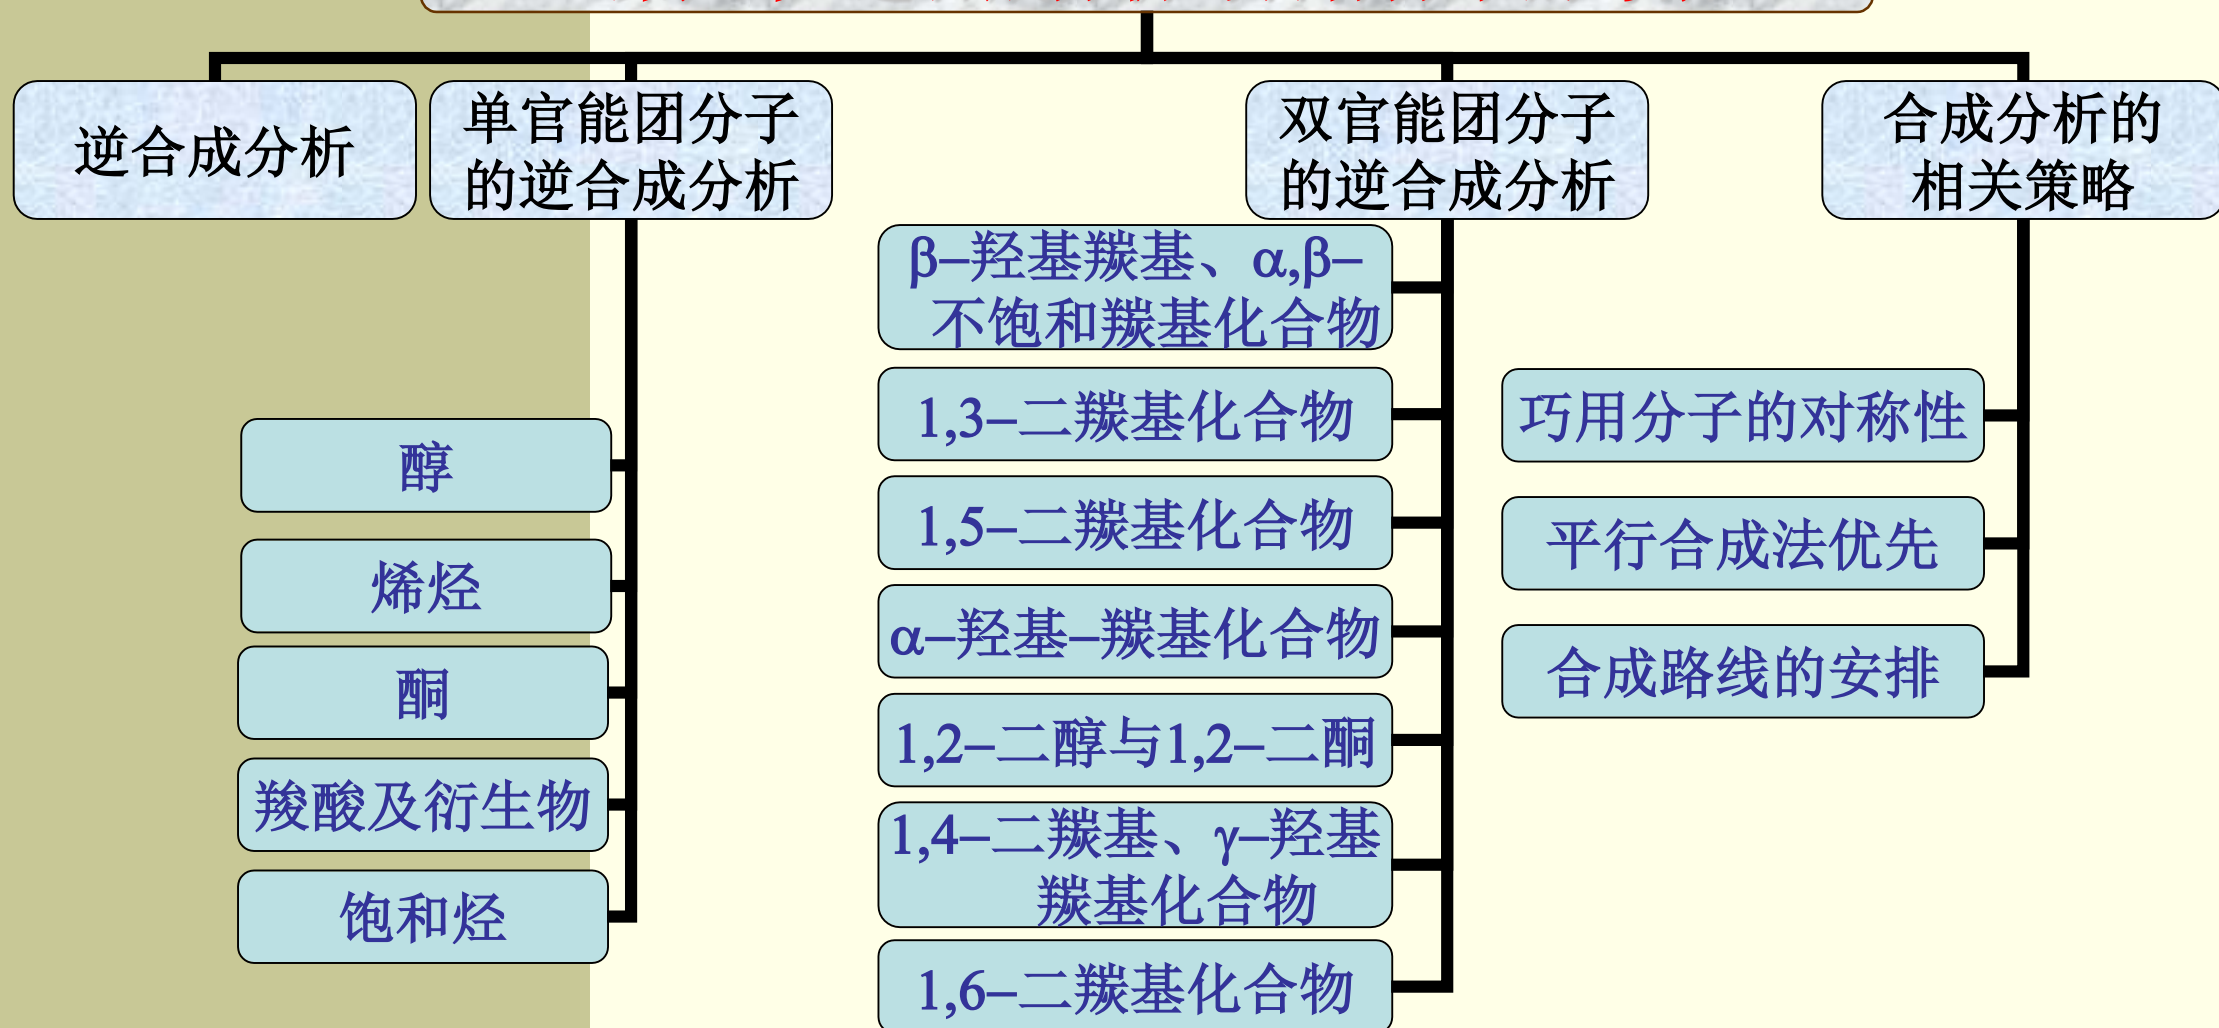 逆合成分析
单官能团分子
的逆合成分析
双官能团分子
的逆合成分析
合成分析的
相关策略
醇
烯烃
酮
羧酸及衍生物
饱和烃
β–羟基羰基、α,β–
不饱和羰基化合物
1,3–二羰基化合物
1,5–二羰基化合物
α–羟基–羰基化合物
1,2–二醇与1,2–二酮
1,4–二羰基、γ–羟基
羰基化合物
1,6–二羰基化合物
巧用分子的对称性
平行合成法优先
合成路线的安排